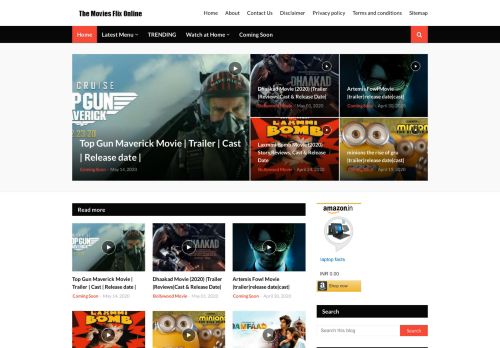 The Movies Flix Online
Home
About
Contact Us
Disclaimer
Privacy policy
Terms and conditions
Sitemap
Home
Latest Menu
TRENDING
Watch at Home
Coming Soon
CRUISE
TOP GUN
MAVERICK
Top Gun Maverick Movie | Trailer | Cast
| Release date |
Coming Soon - May 14, 2020
DHAAKAD
Dhaakad Movie (2020) |Trailer
|Reviews|Cast & Release Date|
Bollywood Movie - May 01, 2020
Artemis Fowl Movie
|trailer|release date|cast|
Coming Soon - April 30, 2020
LAXMMI
BOMB
Laxmmi Bomb Movie (2020)
Story,Reviews, Cast & Release
Date
Bollywood Movie - April 24, 2020
minions the rise of gru
|trailer|release date|cast|
Coming Soon - April 19, 2020
Read more
Top Gun Maverick Movie |
Trailer | Cast | Release date |
Coming Soon - May 14, 2020
Dhaakad Movie (2020) |Trailer
|Reviews|Cast & Release Date|
Bollywood Movie - May 01, 2020
Artemis Fowl Movie
|trailer|release date|cast|
Coming Soon - April 30, 2020
LAXMMI
BOMB
amazon.in
INR 0.00
Shop now
Search
Search this blog
SEARCH